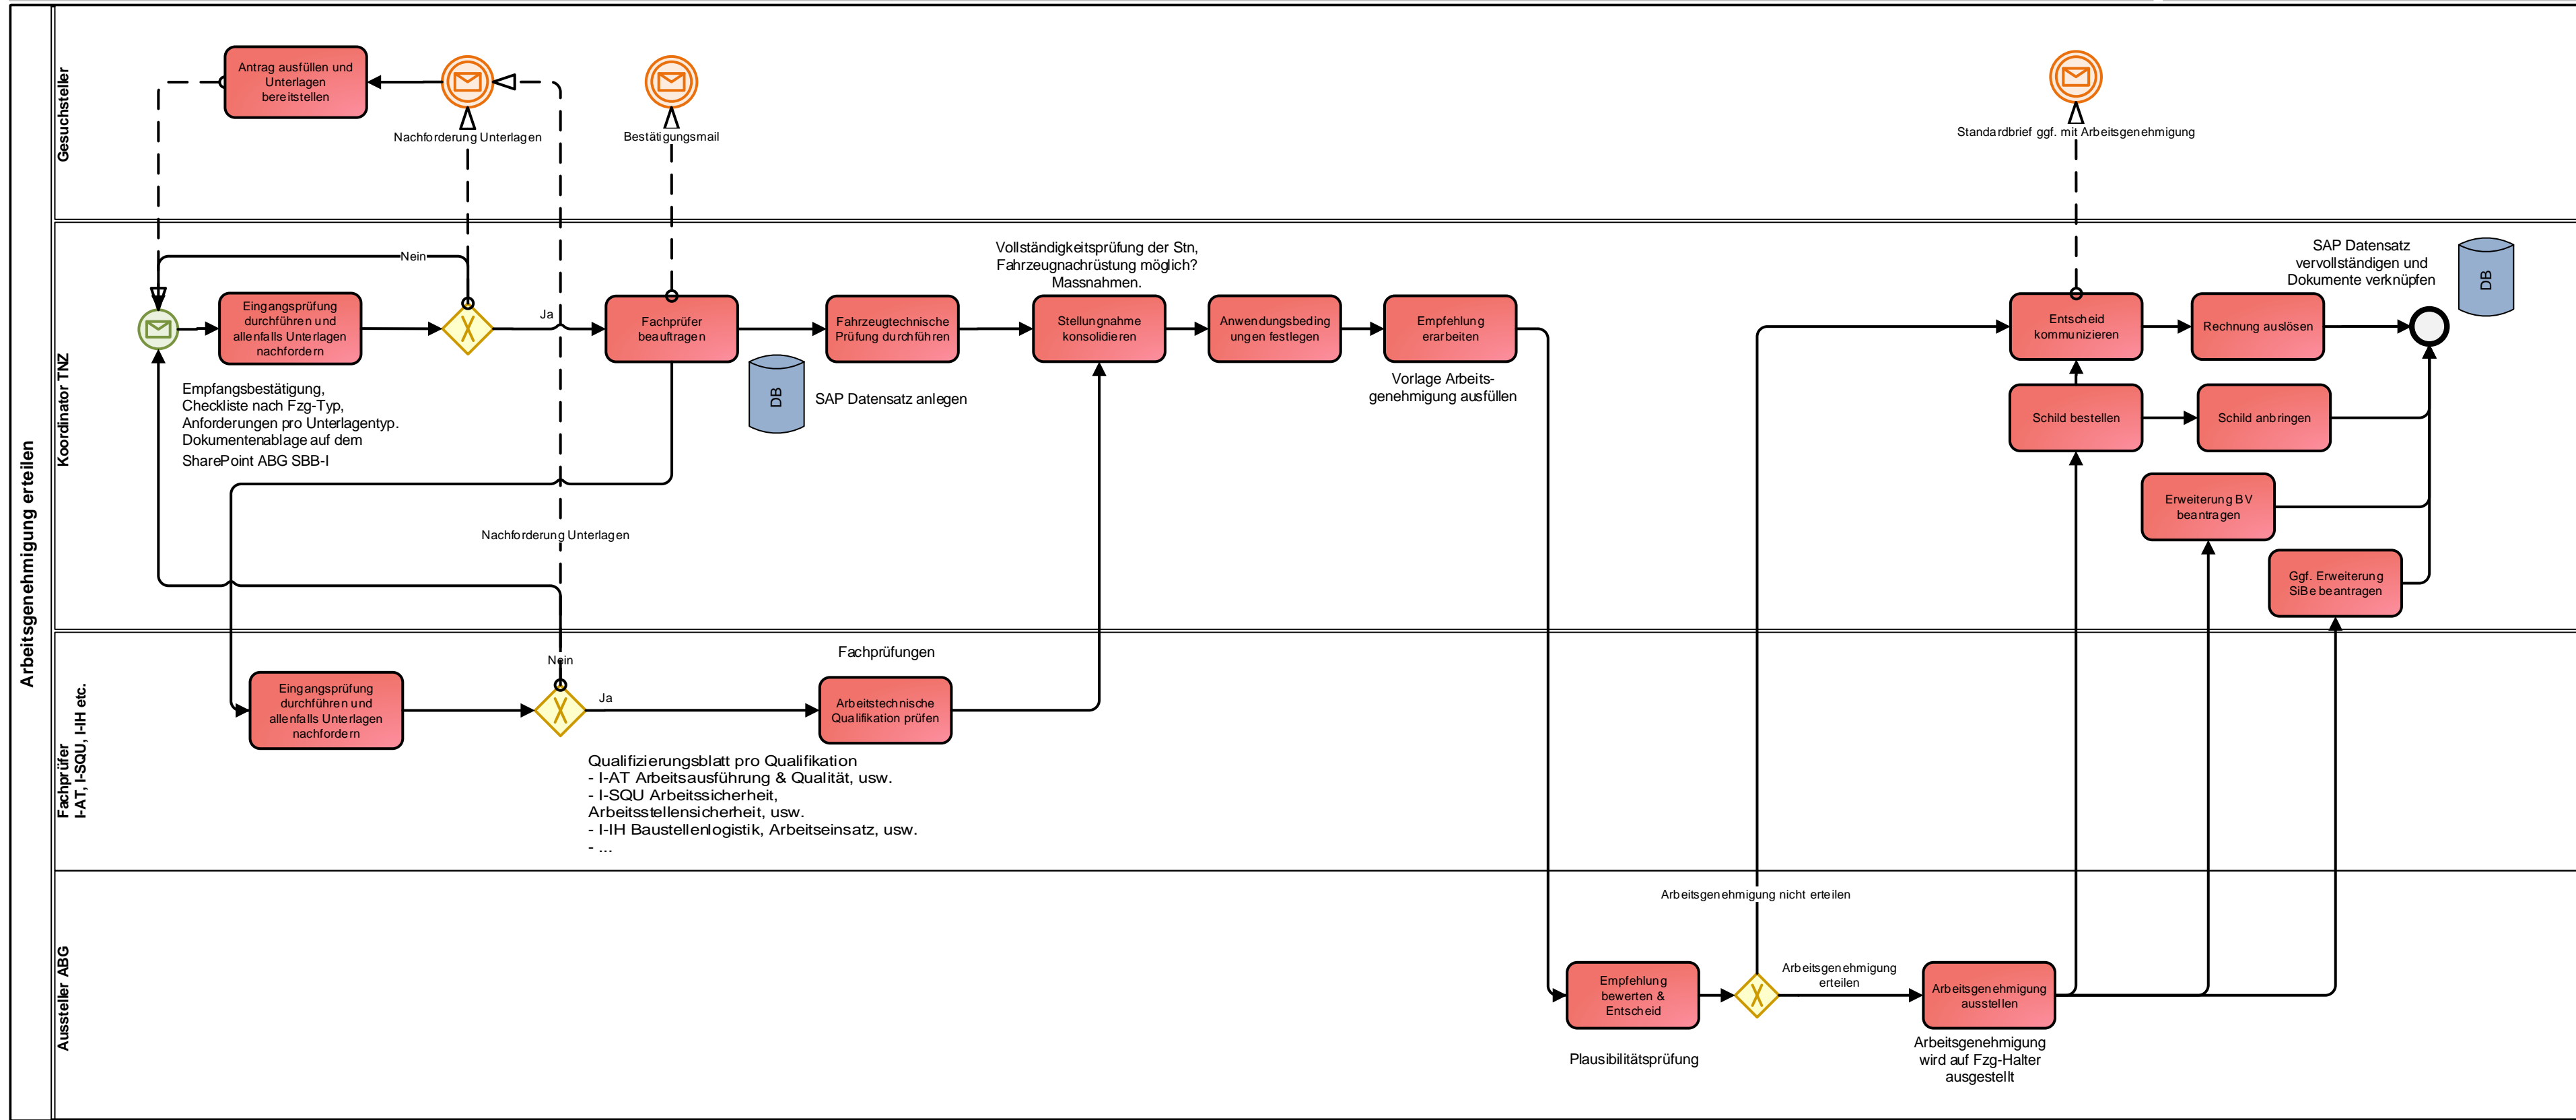 Arbeitsgenehmigung erteilen
Gesuchsteller
Antrag ausfüllen und
Unterlagen
bereitstellen
Nachforderung Unterlagen
Bestätigungsmail
Standardbrief ggf. mit Arbeitsgenehmigung
Koordinator TNZ
Nein
Eingangsprüfung
durchführen und
allenfalls Unterlagen
nachfordern
Ja
Empfangsbestätigung,
Checkliste nach Fzg-Typ,
Anforderungen pro Unterlagentyp.
Dokumentenablage auf dem
SharePoint ABG SBB-I
Fachprüfer
beauftragen
DB
SAP Datensatz anlegen
Fahrzeugtechnische
Prüfung durchführen
Vollständigkeitsprüfung der Stn,
Fahrzeugnachrüstung möglich?
Massnahmen.
Stellungnahme
konsolidieren
Anwendungsbeding
ungen festlegen
Empfehlung
erarbeiten
Vorlage Arbeits-
genehmigung ausfüllen
Entscheid
kommunizieren
Rechnung auslösen
SAP Datensatz
vervollständigen und
Dokumente verknüpfen
DB
Schild bestellen
Schild anbringen
Erweiterung BV
beantragen
Ggf. Erweiterung
SiBe beantragen
Nachforderung Unterlagen
Fachprüfer
I-AT, I-SQU, I-IH etc.
Eingangsprüfung
durchführen und
allenfalls Unterlagen
nachfordern
Nein
Ja
Fachprüfungen
Arbeitstechnische
Qualifikation prüfen
Qualifizierungsblatt pro Qualifikation
- I-AT Arbeitsausführung & Qualität, usw.
- I-SQU Arbeitssicherheit,
Arbeitsstellensicherheit, usw.
- I-IH Baustellenlogistik, Arbeitseinsatz, usw.
- ...
Aussteller ABG
Arbeitsgenehmigung nicht erteilen
Empfehlung
bewerten &
Entscheid
Plausibilitätsprüfung
Arbeitsgenehmigung
erteilen
Arbeitsgenehmigung
ausstellen
Arbeitsgenehmigung
wird auf Fzg-Halter
ausgestellt